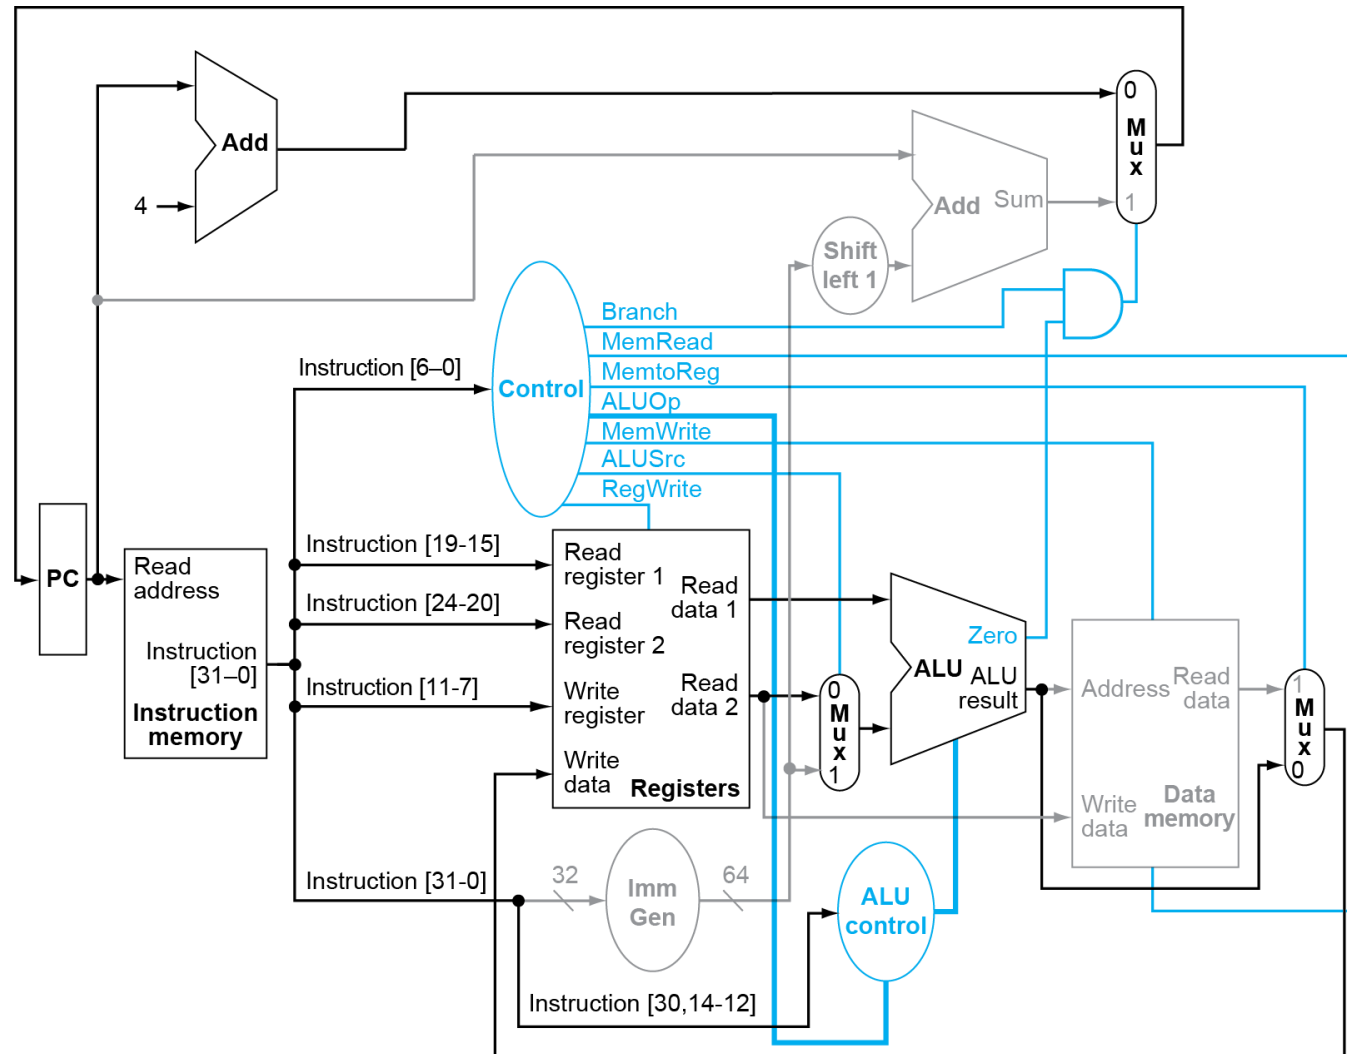 0
M
u
x
1
Add
4
Add Sum
Shift
left 1
Branch
MemRead
MemtoReg
ALUOp
MemWrite
ALUSrc
RegWrite
Instruction [6–0]
Control
Instruction [19-15]
Instruction [24-20]
Instruction [11-7]
Instruction [31-0]
Instruction [30,14-12]
PC
Read
address
Instruction
[31–0]
Instruction
memory
Read
register 1
Read
register 2
Write
register
Write
data
Read
data 1
Read
data 2
Registers
0
M
u
x
1
Zero
ALU
ALU
result
Address
Read
data
Write
data
Data
memory
1
M
u
x
0
32
Imm
Gen
64
ALU
control